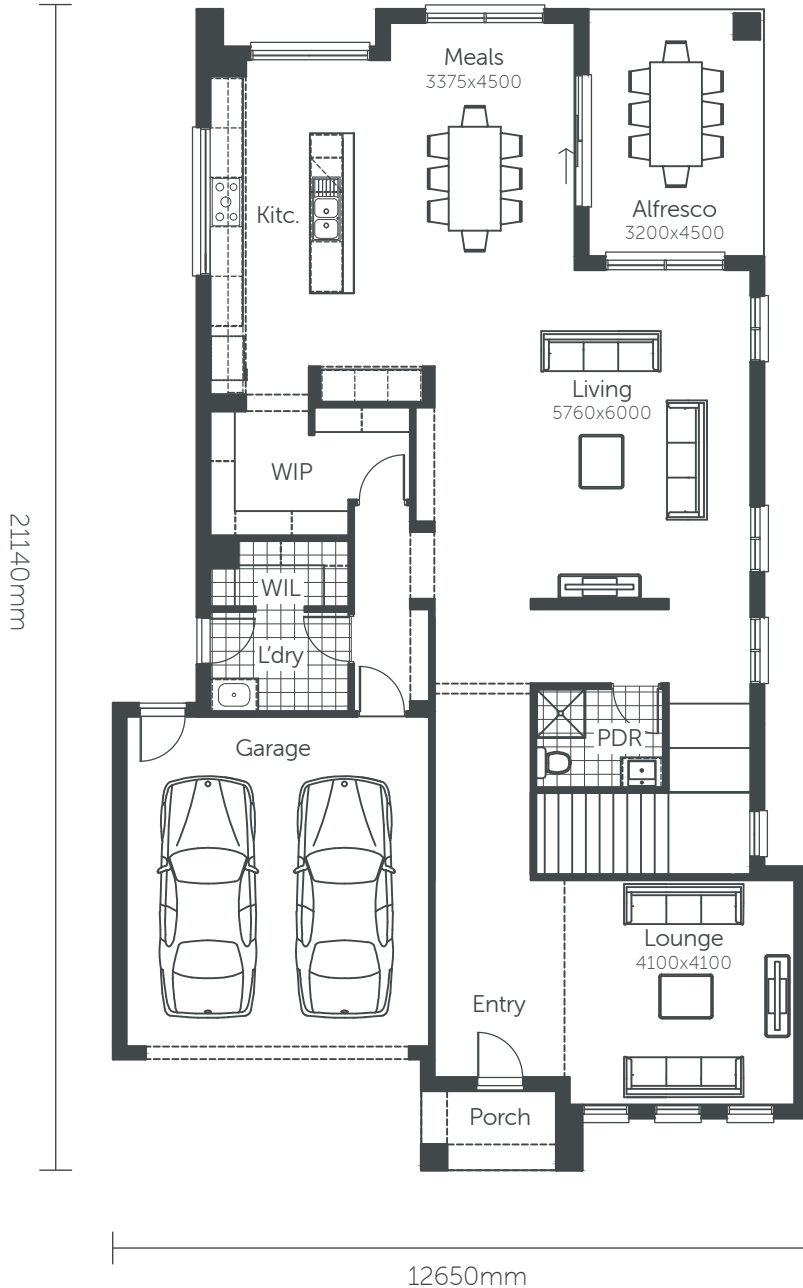 Meals
3375x4500
Alfresco
3200x4500
Kitc.
Living
5760x6000
WIP
21140mm
WIL
L'dry
PDR
Garage
Lounge
4100x4100
Entry
Porch
12650mm